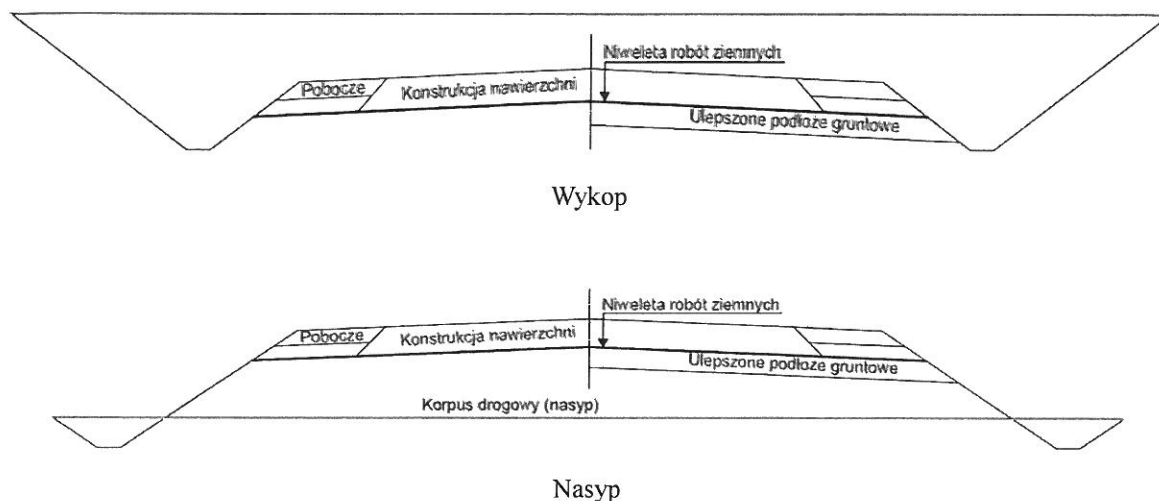 Niweleta robót ziemnych
Pobocze
Konstrukcja nawierzchni
Ulepszone podłoże gruntowe
Wykop
Niweleta robót ziemnych
Pobocze
Konstrukcja nawierzchni
Ulepszone podłoże gruntowe
Korpus drogowy (nasyp)
Nasyp